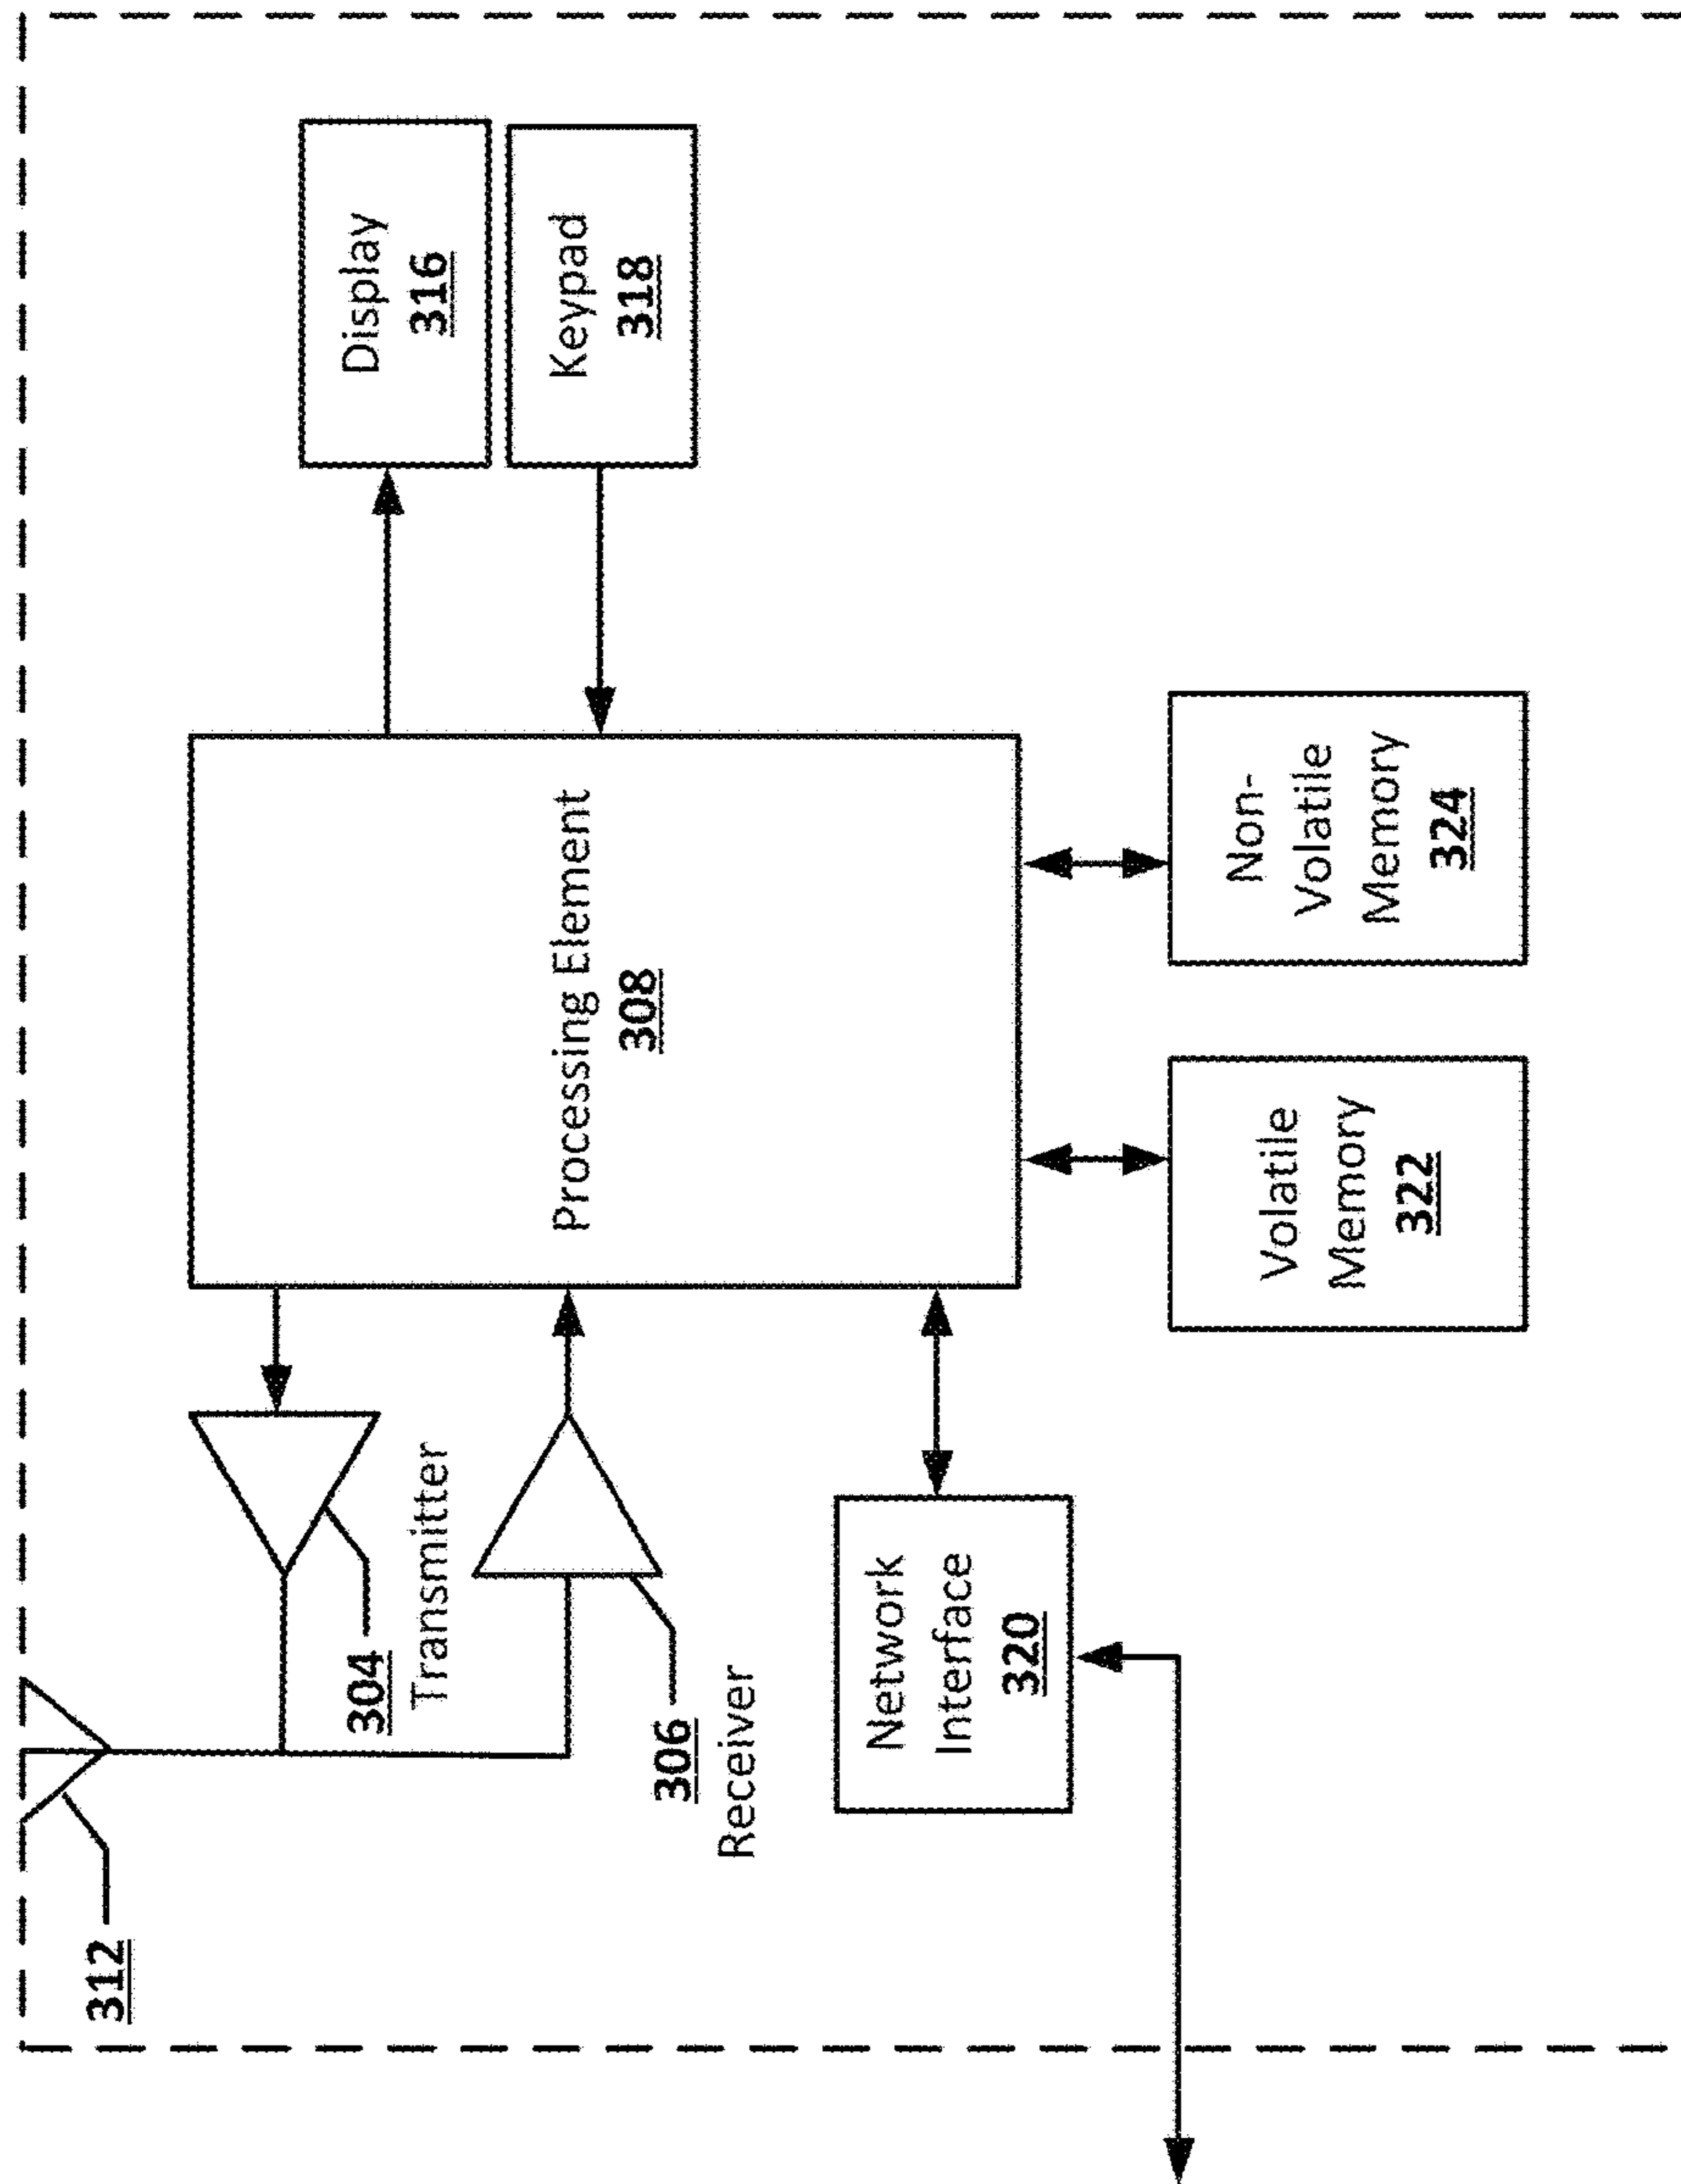 312
304
Transmitter
306
Receiver
Network
Interface
320
Processing Element
308
Volatile
Memory
322
Non-
Volatile
Memory
324
Display
316
Keypad
318